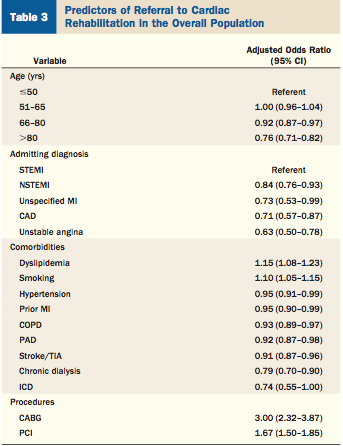 Table 3
Predictors of Referral to Cardiac
Rehabilitation in the Overall Population
Variable
Adjusted Odds Ratio
(95% CI)
Age (yrs)
≤50 Referent
51–65 1.00 (0.96–1.04)
66–80 0.92 (0.87–0.97)
>80 0.76 (0.71–0.82)
Admitting diagnosis
STEMI Referent
NSTEMI 0.84 (0.76–0.93)
Unspecified MI 0.73 (0.53–0.99)
CAD 0.71 (0.57–0.87)
Unstable angina 0.63 (0.50–0.78)
Comorbidities
Dyslipidemia 1.15 (1.08–1.23)
Smoking 1.10 (1.05–1.15)
Hypertension 0.95 (0.91–0.99)
Prior MI 0.95 (0.90–0.99)
COPD 0.93 (0.89–0.97)
PAD 0.92 (0.87–0.98)
Stroke/TIA 0.91 (0.87–0.96)
Chronic dialysis 0.79 (0.70–0.90)
ICD 0.74 (0.55–1.00)
Procedures
CABG 3.00 (2.32–3.87)
PCI 1.67 (1.50–1.85)